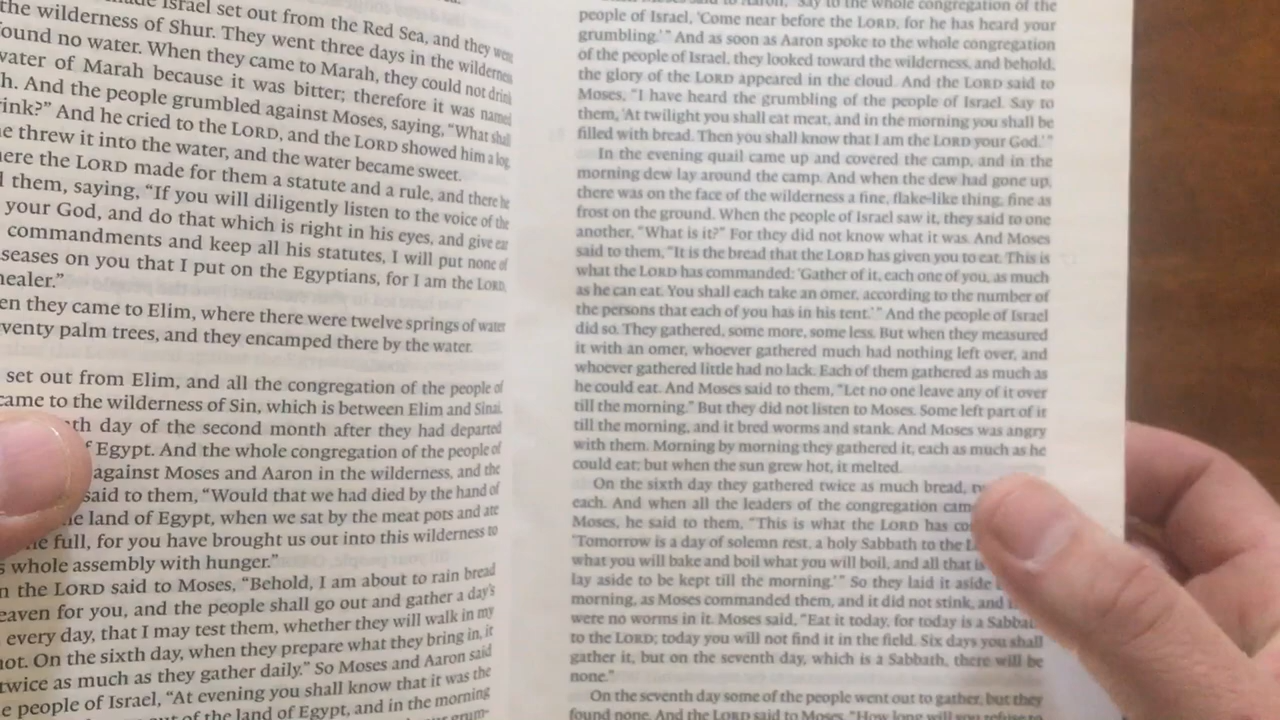 Israel set out from the Red Sea, and they went
the wilderness of Shur. They went three days in the wilderness
found no water. When they came to Marah, they could not drink
water of Marah because it was bitter; therefore it was named
h. And the people grumbled against Moses, saying, “What shall
rink?” And he cried to the LORD, and the LORD showed him a log,
he threw it into the water, and the water became sweet.
here the LORD made for them a statute and a rule, and there he
them, saying, “If you will diligently listen to the voice of the
your God, and do that which is right in his eyes, and give ear
commandments and keep all his statutes, I will put none of
seases on you that I put on the Egyptians, for I am the LORD,
healer.”
en they came to Elim, where there were twelve springs of water
venty palm trees, and they encamped there by the water.
set out from Elim, and all the congregation of the people of
came to the wilderness of Sin, which is between Elim and Sinai,
th day of the second month after they had departed
f Egypt. And the whole congregation of the people of
against Moses and Aaron in the wilderness, and the
said to them, “Would that we had died by the hand of
he land of Egypt, when we sat by the meat pots and ate
he full, for you have brought us out into this wilderness to
s whole assembly with hunger.”
n the LORD said to Moses, “Behold, I am about to rain bread
eaven for you, and the people shall go out and gather a day’s
every day, that I may test them, whether they will walk in my
not. On the sixth day, when they prepare what they bring in, it
twice as much as they gather daily.” So Moses and Aaron said
e people of Israel, “At evening you shall know that it was the
out of the land of Egypt, and in the morning
grum-
said to Aaron, “Say to the whole congregation of the
people of Israel, ‘Come near before the LORD, for he has heard your
grumbling.’” And as soon as Aaron spoke to the whole congregation
of the people of Israel, they looked toward the wilderness, and behold,
the glory of the LORD appeared in the cloud. And the LORD said to
Moses, “I have heard the grumbling of the people of Israel. Say to
them, ‘At twilight you shall eat meat, and in the morning you shall be
filled with bread. Then you shall know that I am the LORD your God.’”
In the evening quail came up and covered the camp, and in the
morning dew lay around the camp. And when the dew had gone up,
there was on the face of the wilderness a fine, flake-like thing, fine as
frost on the ground. When the people of Israel saw it, they said to one
another, “What is it?” For they did not know what it was. And Moses
said to them, “It is the bread that the LORD has given you to eat. This is
what the LORD has commanded: ‘Gather of it, each one of you, as much
as he can eat. You shall each take an omer, according to the number of
the persons that each of you has in his tent.’” And the people of Israel
did so. They gathered, some more, some less. But when they measured
it with an omer, whoever gathered much had nothing left over, and
whoever gathered little had no lack. Each of them gathered as much as
he could eat. And Moses said to them, “Let no one leave any of it over
till the morning.” But they did not listen to Moses. Some left part of it
till the morning, and it bred worms and stank. And Moses was angry
with them. Morning by morning they gathered it, each as much as he
could eat; but when the sun grew hot, it melted.
On the sixth day they gathered twice as much bread,
each. And when all the leaders of the congregation cam
Moses, he said to them, “This is what the LORD has co
‘Tomorrow is a day of solemn rest, a holy Sabbath to the L
what you will bake and boil what you will boil, and all that is
lay aside to be kept till the morning.’” So they laid it aside
morning, as Moses commanded them, and it did not stink, and
were no worms in it. Moses said, “Eat it today, for today is a Sabbat
to the LORD; today you will not find it in the field. Six days you shall
gather it, but on the seventh day, which is a Sabbath, there will be
none.”
On the seventh day some of the people went out to gather, but they
found none. And the LORD said to Moses, “How long will you refuse to